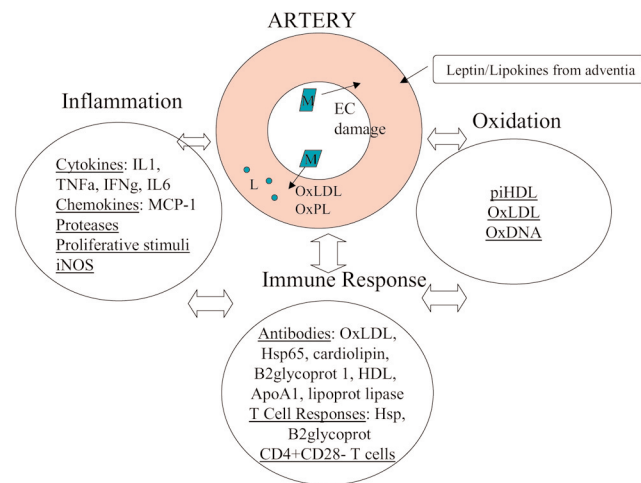 ARTERY
Leptin/Lipokines from adventia
M
EC
damage
M
L
OxLDL
OxPL
Inflammation
Cytokines: IL1,
TNFa, IFNg, IL6
Chemokines: MCP-1
Proteases
Proliferative stimuli
iNOS
Oxidation
piHDL
OxLDL
OxDNA
Immune Response
Antibodies: OxLDL,
Hsp65, cardiolipin,
B2glycoprot 1, HDL,
ApoA1, lipoprot lipase
T Cell Responses: Hsp,
B2glycoprot
CD4+CD28- T cells